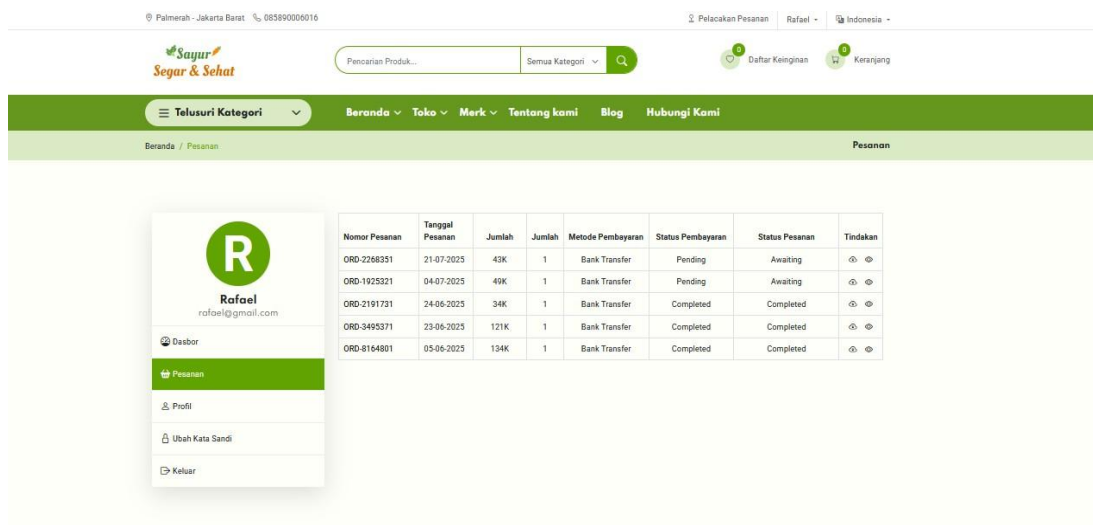 Palmerah - Jakarta Barat 085890006016 Pelacakan Pesanan Rafael Indonesia
Sayur
Segar & Sehat
Pencarian Produk... Semua Kategori
0 Daftar Keinginan 0 Keranjang
Telusuri Kategori Beranda Toko Merk Tentang kami Blog Hubungi Kami
Beranda / Pesanan Pesanan
R
Rafael
rafael@gmail.com
Dasbor
Pesanan
Profil
Ubah Kata Sandi
Keluar
Nomor Pesanan Tanggal Pesanan Jumlah Jumlah Metode Pembayaran Status Pembayaran Status Pesanan Tindakan
ORD-2268351 21-07-2025 43K 1 Bank Transfer Pending Awaiting
ORD-1925321 04-07-2025 49K 1 Bank Transfer Pending Awaiting
ORD-2191731 24-06-2025 34K 1 Bank Transfer Completed Completed
ORD-3495371 23-06-2025 121K 1 Bank Transfer Completed Completed
ORD-8164801 05-06-2025 134K 1 Bank Transfer Completed Completed